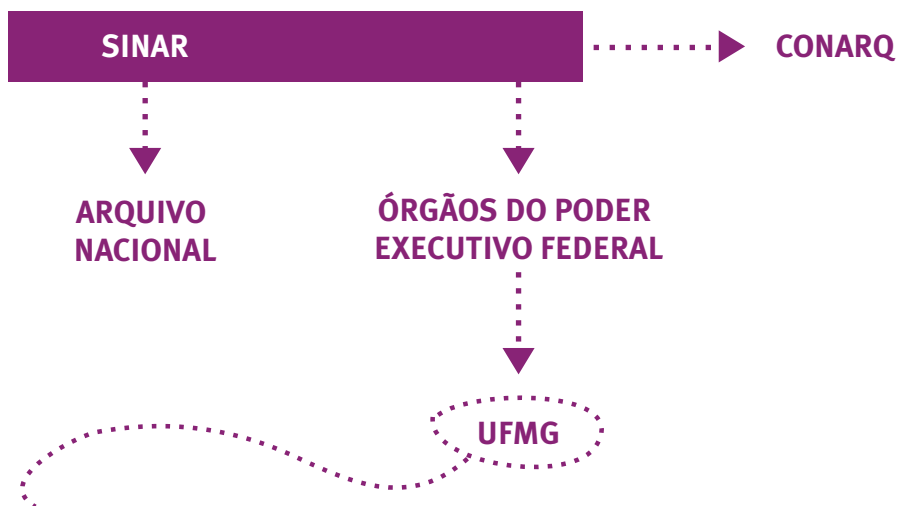 SINAR
CONARQ
ARQUIVO
NACIONAL
ÓRGÃOS DO PODER
EXECUTIVO FEDERAL
UFMG